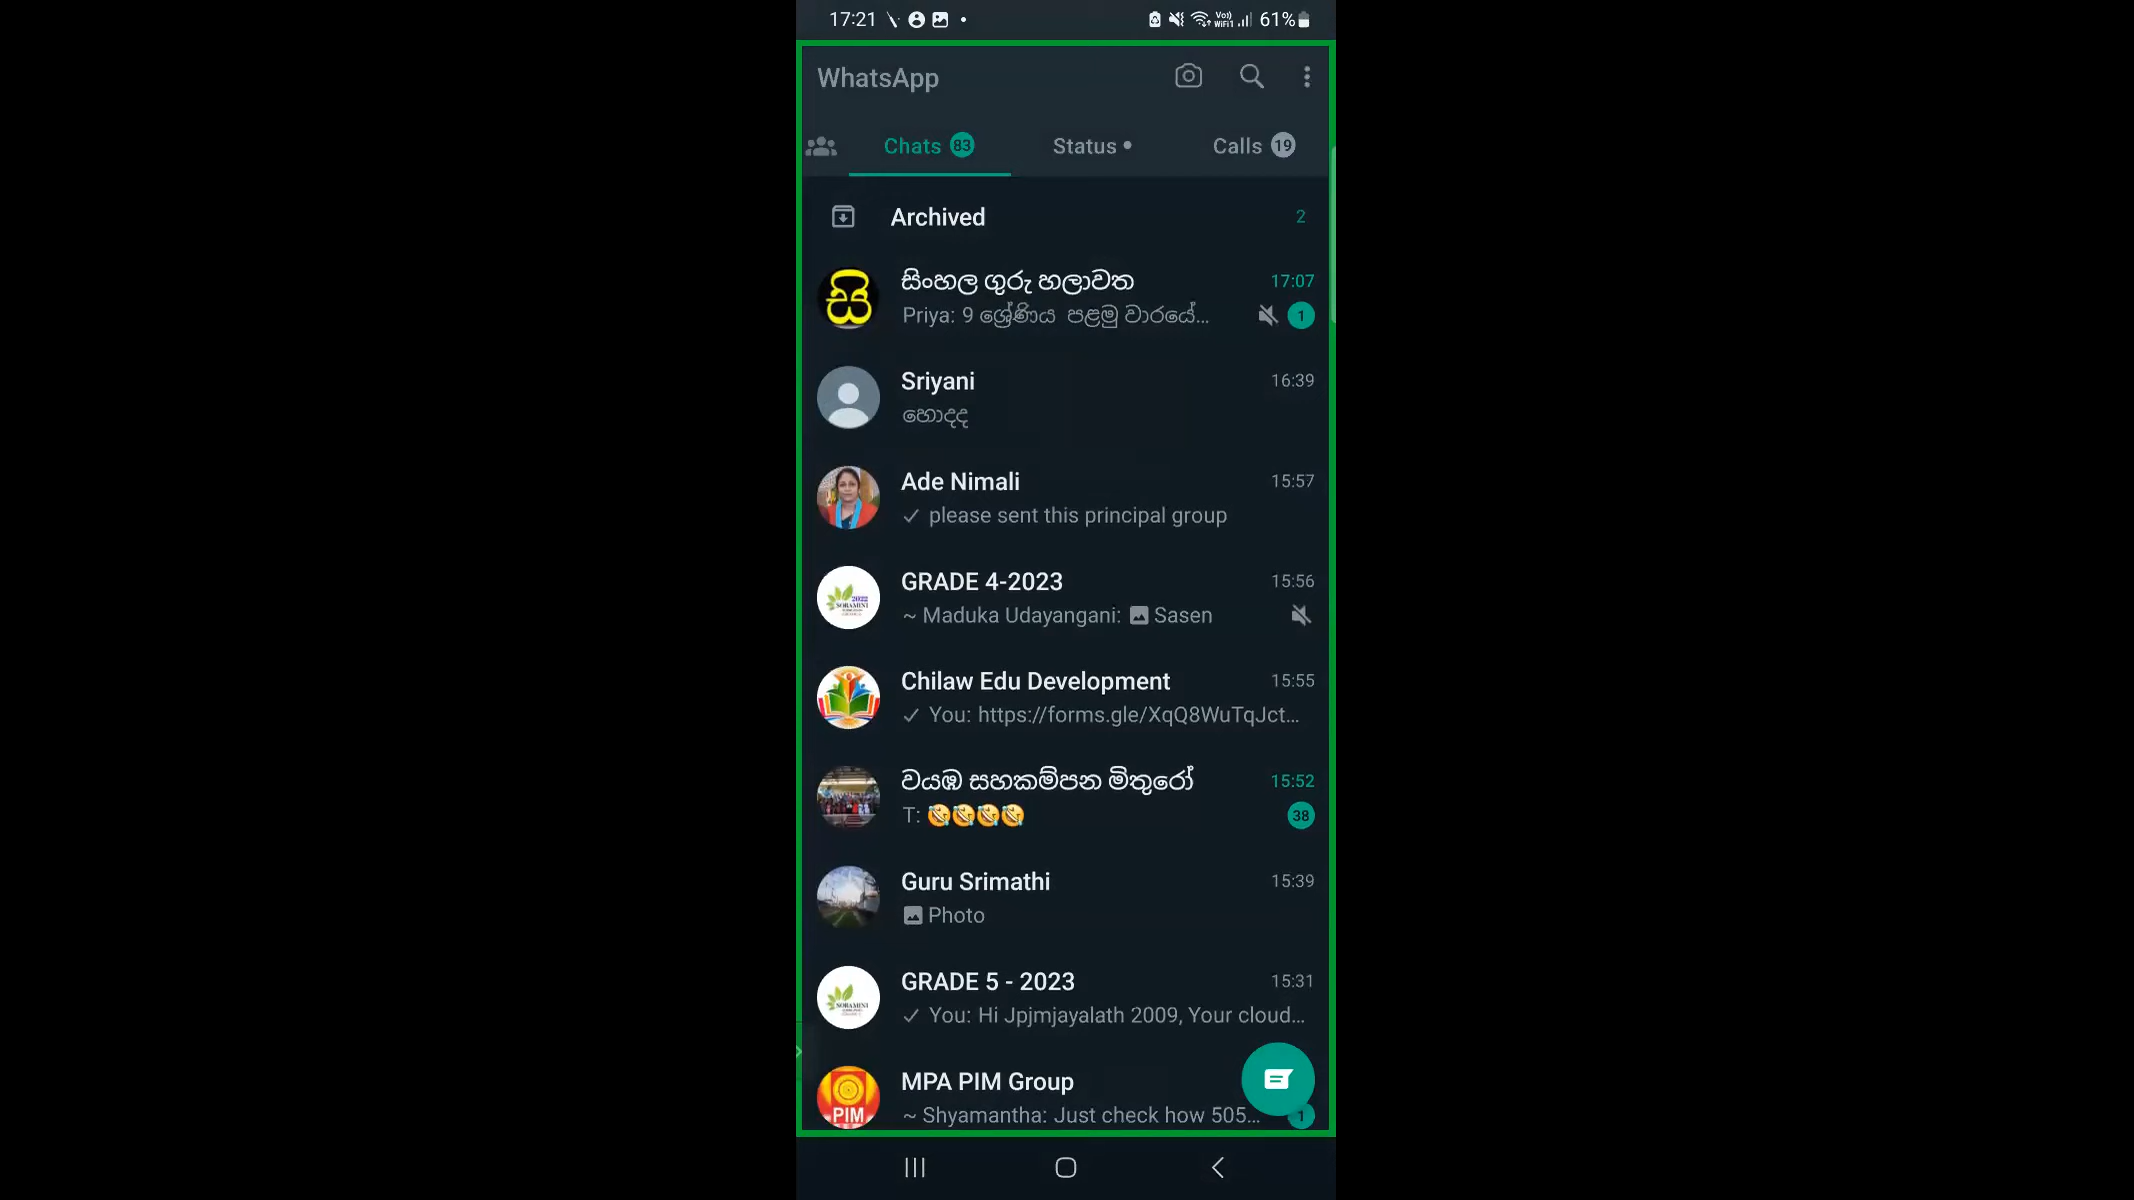 17:21 61%
WhatsApp
Chats 83 Status Calls 19
Archived 2
සි
සිංහල ගුරු හලාවත 17:07
Priya: 9 ශ්‍රේණිය පළමු වාරයේ... 1
Sriyani 16:39
හොදද
Ade Nimali 15:57
please sent this principal group
GRADE 4-2023 15:56
~ Maduka Udayangani: Sasen
Chilaw Edu Development 15:55
You: https://forms.gle/XqQ8WuTqJct...
වයඹ සහකම්පන මිතුරෝ 15:52
T: 🤣🤣🤣🤣 38
Guru Srimathi 15:39
Photo
GRADE 5 - 2023 15:31
You: Hi Jpjmjayalath 2009, Your cloud...
MPA PIM Group
PIM
~ Shyamantha: Just check how 505... 1